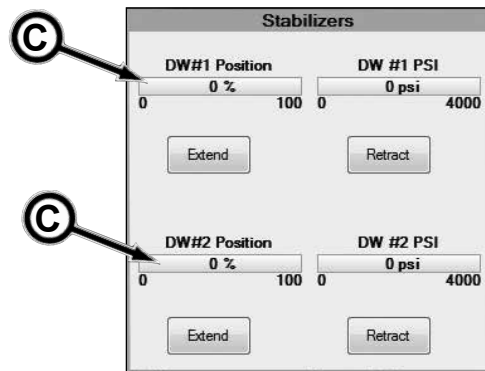 Stabilizers
C
DW#1 Position DW #1 PSI
0 % 0 psi
0 100 0 4000
Extend Retract
C
DW#2 Position DW #2 PSI
0 % 0 psi
0 100 0 4000
Extend Retract